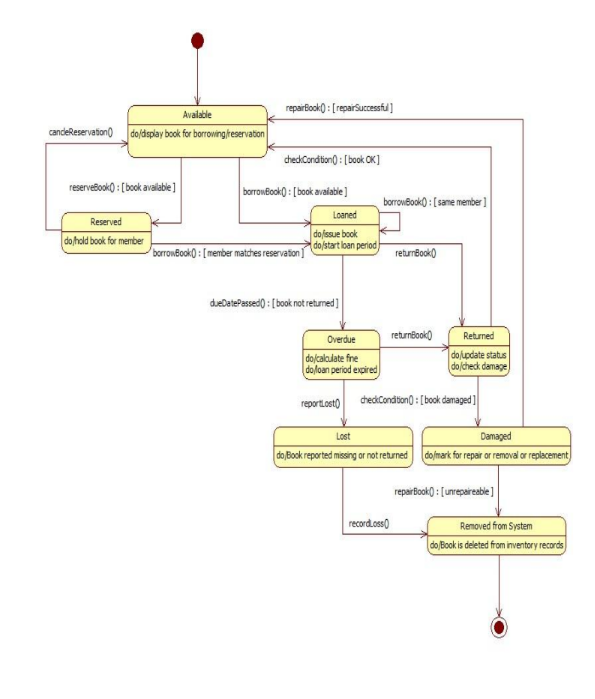 repairBook() : [ repairSuccessful ]
Available
do/display book for borrowing/reservation
cancleReservation()
checkCondition() : [ book OK ]
reserveBook() : [ book available ]
borrowBook() : [ book available ]
borrowBook() : [ same member ]
Reserved
do/hold book for member
Loaned
do/issue book
do/start loan period
borrowBook() : [ member matches reservation ]
returnBook()
dueDatePassed() : [ book not returned ]
Overdue
do/calculate fine
do/loan period expired
returnBook()
Returned
do/update status
do/check damage
reportLost()
checkCondition() : [ book damaged ]
Lost
do/Book reported missing or not returned
Damaged
do/mark for repair or removal or replacement
repairBook() : [ unrepaireable ]
recordLoss()
Removed from System
do/Book is deleted from inventory records